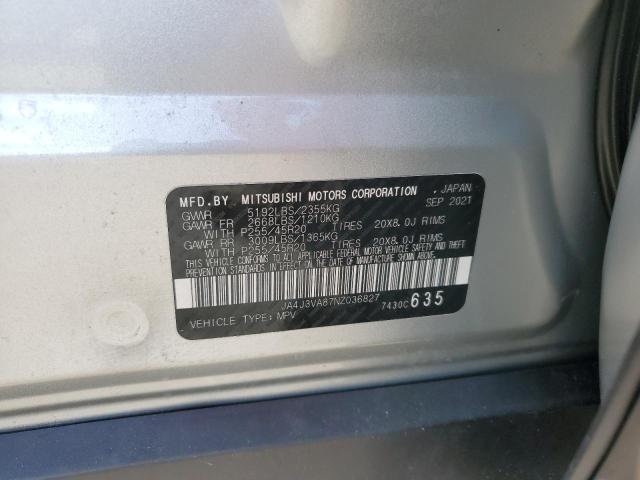 MFD.BY MITSUBISHI MOTORS CORPORATION , JAPAN
GVWR 5192LBS/2355KG SEP 2021
GAWR FR 2668LBS/1210KG
WITH P255/45R20 TIRES 20X8.0J RIMS
GAWR RR 3009LBS/1365KG
WITH P255/45R20 TIRES 20X8.0J RIMS
THIS VEHICLE CONFORMS TO ALL APPLICABLE FEDERAL MOTOR VEHICLE SAFETY AND THEFT
PREVENTION STANDARDS IN EFFECT ON THE DATE OF MANUFACTURE SHOWN ABOVE.
JA4J3VA87NZ036827
VEHICLE TYPE: MPV 7430C 635